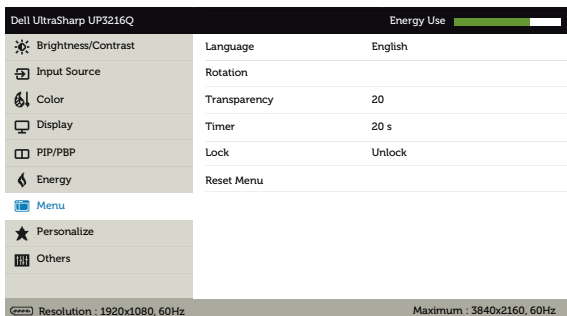 Dell UltraSharp UP3216Q Energy Use
Brightness/Contrast Language English
Input Source Rotation
Color Transparency 20
Display Timer 20 s
PIP/PBP Lock Unlock
Energy Reset Menu
Menu
Personalize
Others
Resolution : 1920x1080, 60Hz Maximum : 3840x2160, 60Hz